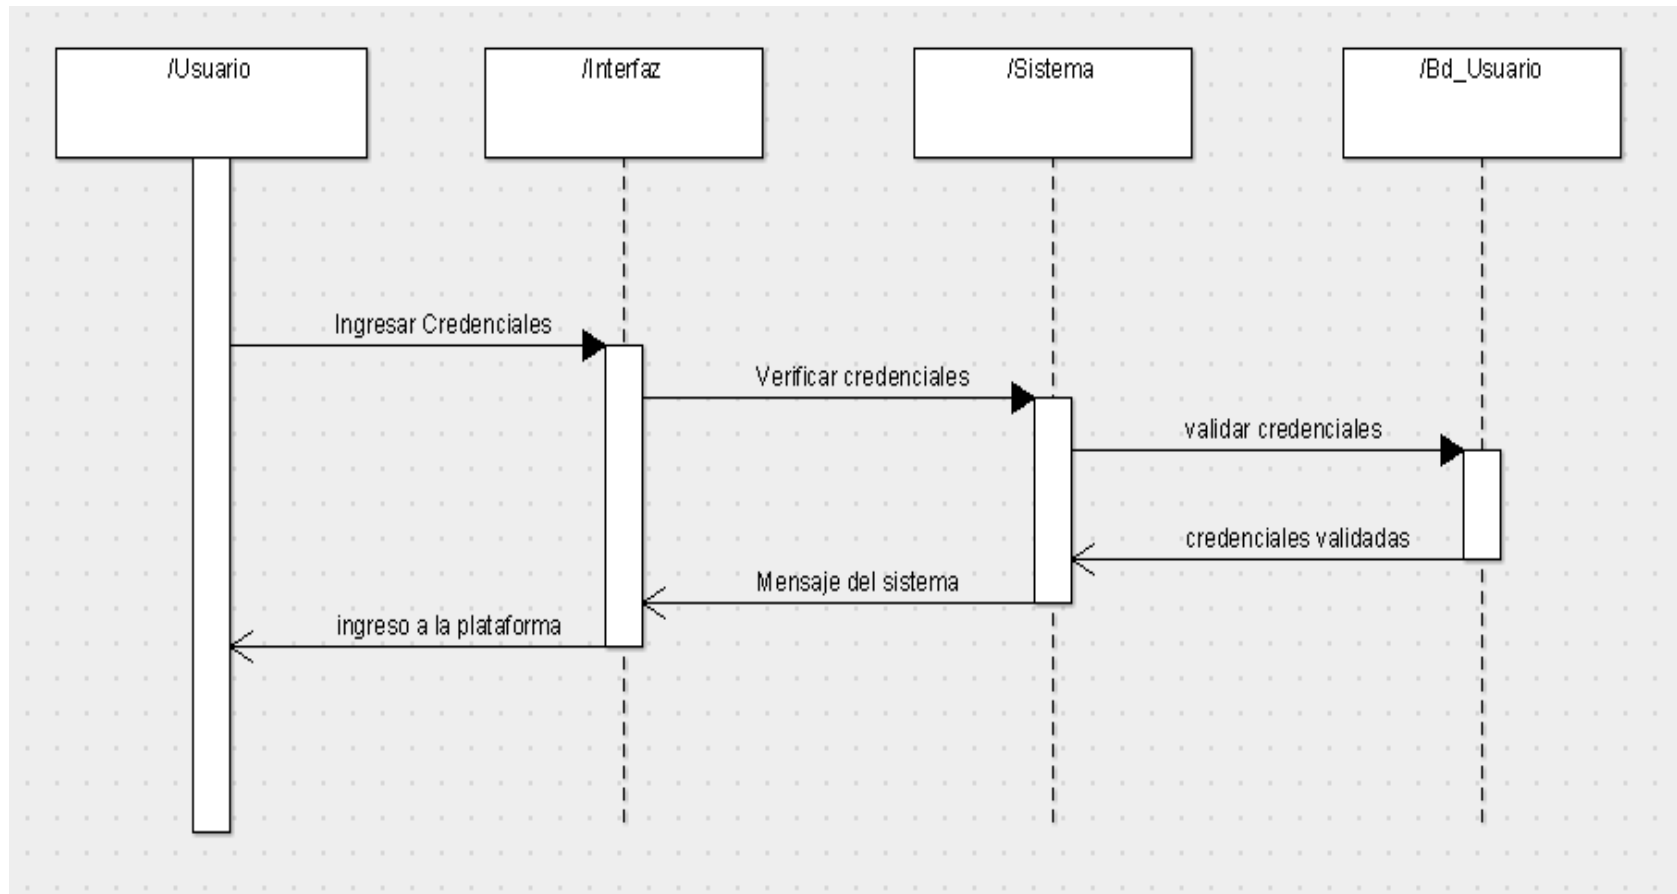 /Usuario
/Interfaz
/Sistema
/Bd_Usuario
Ingresar Credenciales
Verificar credenciales
validar credenciales
credenciales validadas
Mensaje del sistema
ingreso a la plataforma